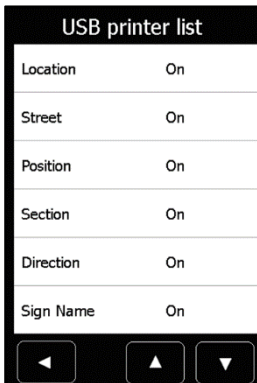 USB printer list
Location On
Street On
Position On
Section On
Direction On
Sign Name On